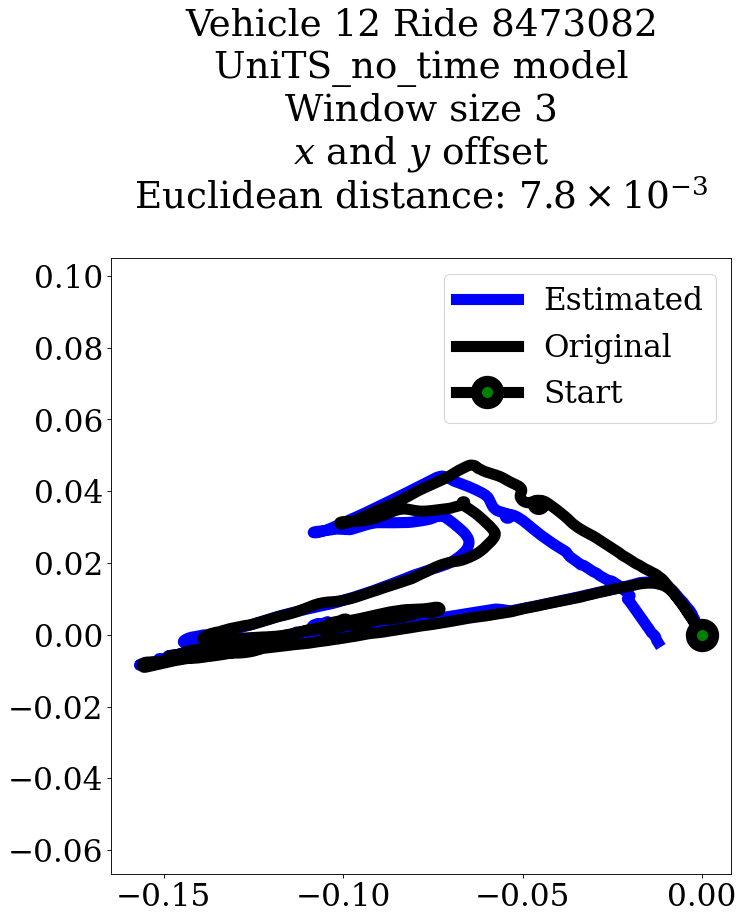 Vehicle 12 Ride 8473082
UniTS_no_time model
Window size 3
x and y offset
Euclidean distance: 7.8 × 10⁻³
Estimated
Original
Start
0.10
0.08
0.06
0.04
0.02
0.00
−0.02
−0.04
−0.06
−0.15
−0.10
−0.05
0.00